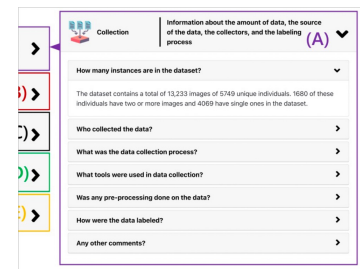 Collection
Information about the amount of data, the source
of the data, the collectors, and the labeling
process
(A)
How many instances are in the dataset?
The dataset contains a total of 13,233 images of 5749 unique individuals. 1680 of these
individuals have two or more images and 4069 have single ones in the dataset.
Who collected the data?
What was the data collection process?
What tools were used in data collection?
Was any pre-processing done on the data?
How were the data labeled?
Any other comments?